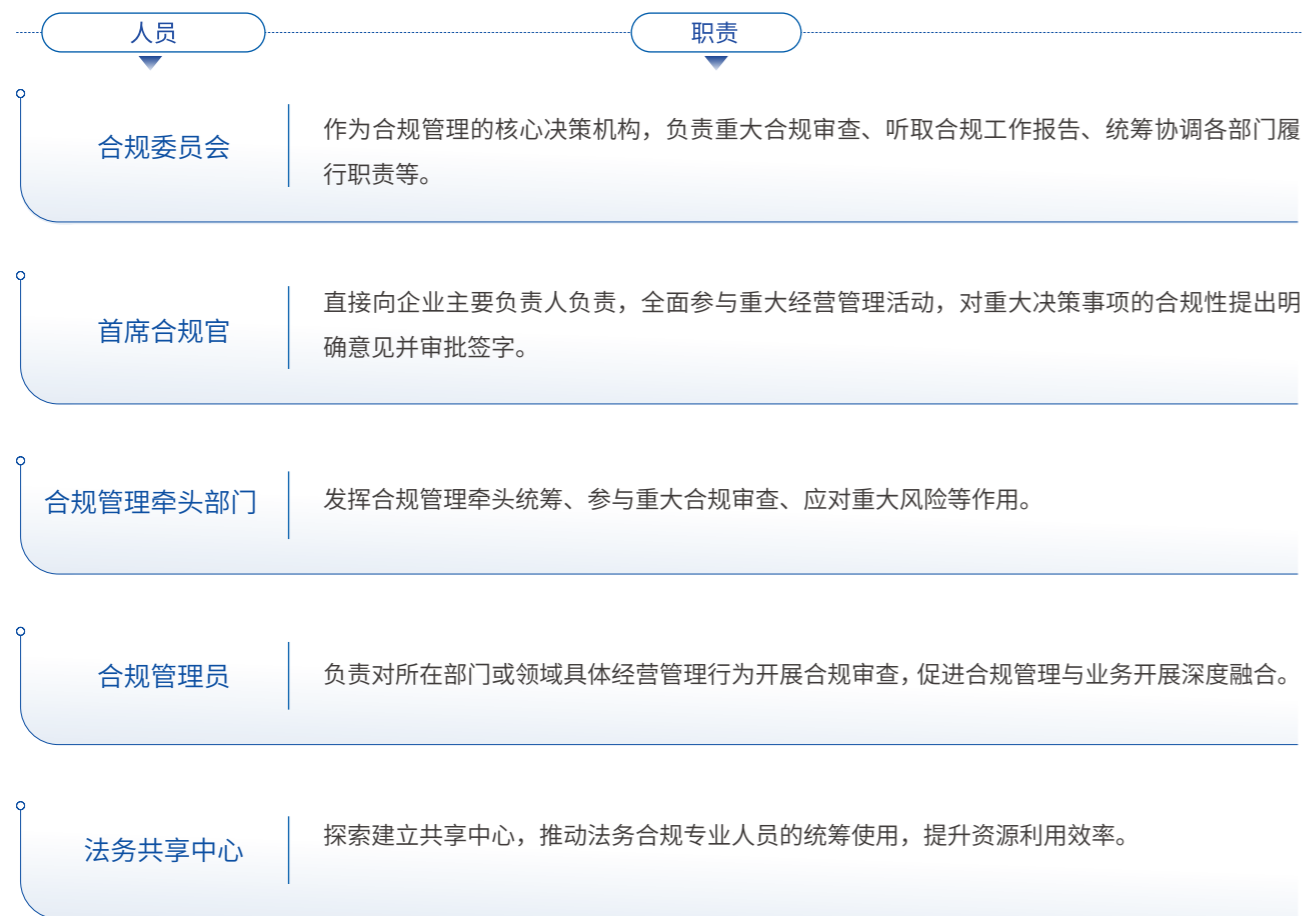 人员
职责
合规委员会
作为合规管理的核心决策机构，负责重大合规审查、听取合规工作报告、统筹协调各部门履
行职责等。
首席合规官
直接向企业主要负责人负责，全面参与重大经营管理活动，对重大决策事项的合规性提出明
确意见并审批签字。
合规管理牵头部门
发挥合规管理牵头统筹、参与重大合规审查、应对重大风险等作用。
合规管理员
负责对所在部门或领域具体经营管理行为开展合规审查，促进合规管理与业务开展深度融合。
法务共享中心
探索建立共享中心，推动法务合规专业人员的统筹使用，提升资源利用效率。